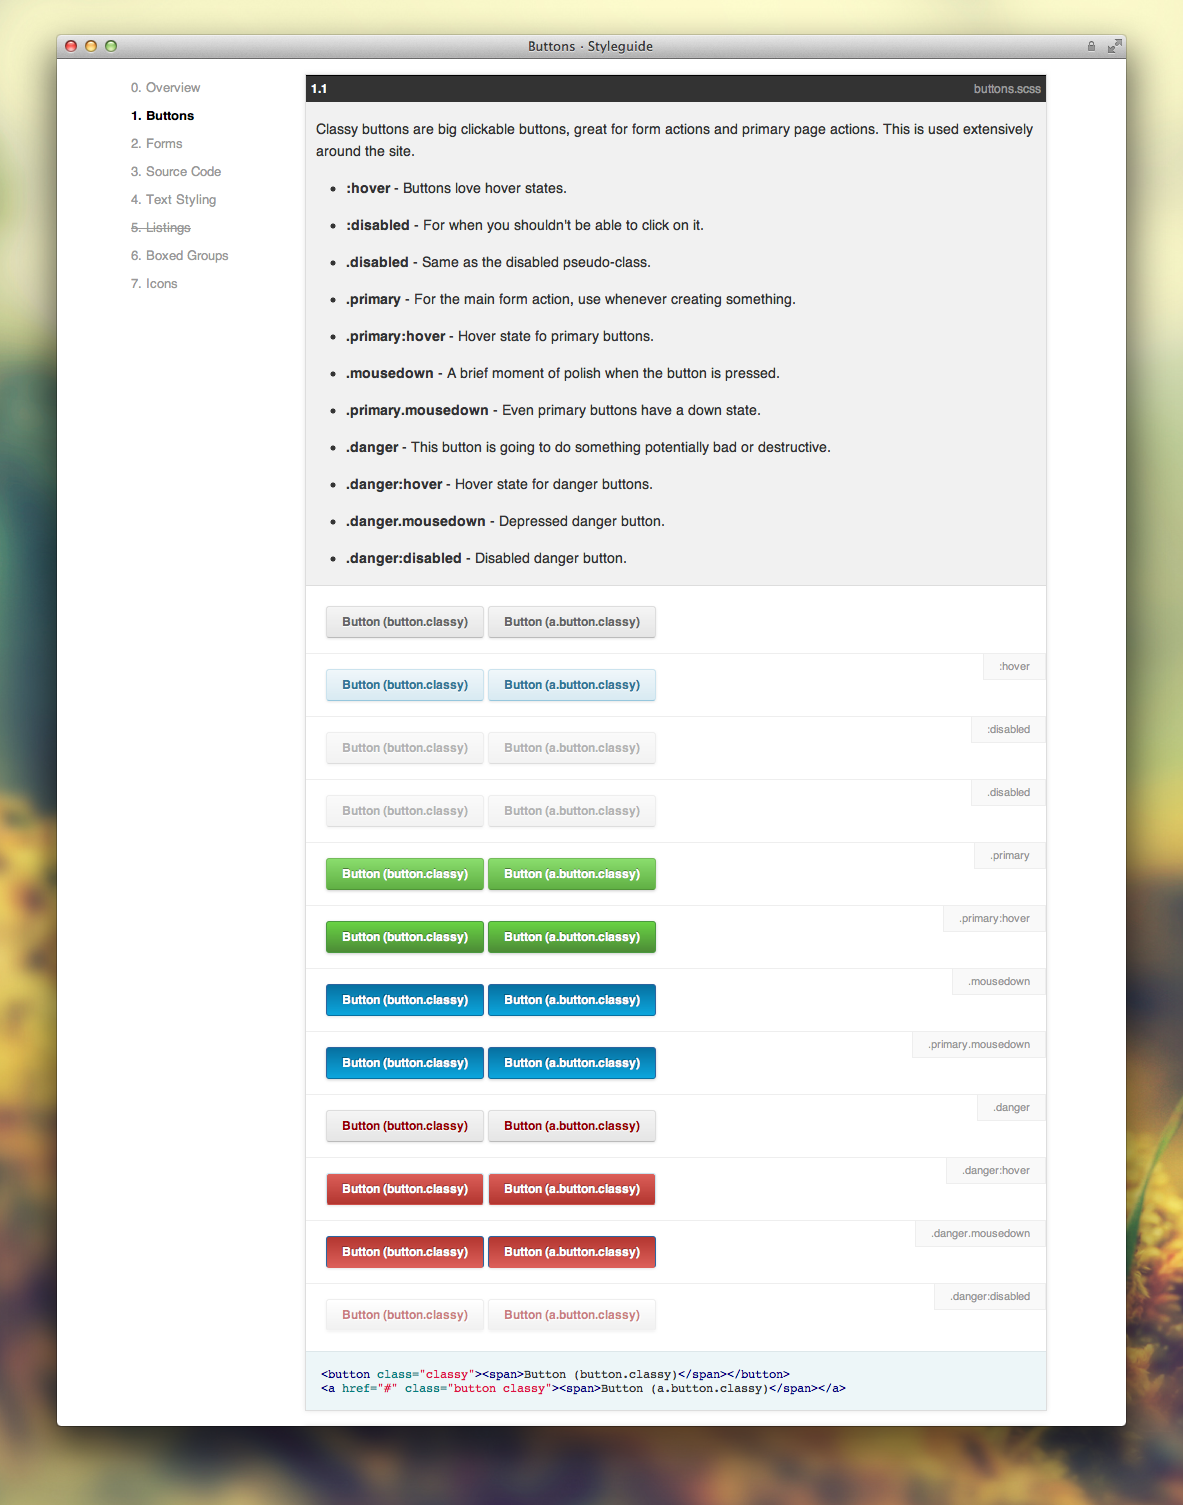 Buttons · Styleguide
0. Overview
1. Buttons
2. Forms
3. Source Code
4. Text Styling
5. Listings
6. Boxed Groups
7. Icons
1.1 buttons.scss
Classy buttons are big clickable buttons, great for form actions and primary page actions. This is used extensively
around the site.
• :hover - Buttons love hover states.
• :disabled - For when you shouldn't be able to click on it.
• .disabled - Same as the disabled pseudo-class.
• .primary - For the main form action, use whenever creating something.
• .primary:hover - Hover state fo primary buttons.
• .mousedown - A brief moment of polish when the button is pressed.
• .primary.mousedown - Even primary buttons have a down state.
• .danger - This button is going to do something potentially bad or destructive.
• .danger:hover - Hover state for danger buttons.
• .danger.mousedown - Depressed danger button.
• .danger:disabled - Disabled danger button.
Button (button.classy) Button (a.button.classy)
:hover
Button (button.classy) Button (a.button.classy)
:disabled
Button (button.classy) Button (a.button.classy)
.disabled
Button (button.classy) Button (a.button.classy)
.primary
Button (button.classy) Button (a.button.classy)
.primary:hover
Button (button.classy) Button (a.button.classy)
.mousedown
Button (button.classy) Button (a.button.classy)
.primary.mousedown
Button (button.classy) Button (a.button.classy)
.danger
Button (button.classy) Button (a.button.classy)
.danger:hover
Button (button.classy) Button (a.button.classy)
.danger.mousedown
Button (button.classy) Button (a.button.classy)
.danger:disabled
Button (button.classy) Button (a.button.classy)
<button class="classy"><span>Button (button.classy)</span></button>
<a href="#" class="button classy"><span>Button (a.button.classy)</span></a>